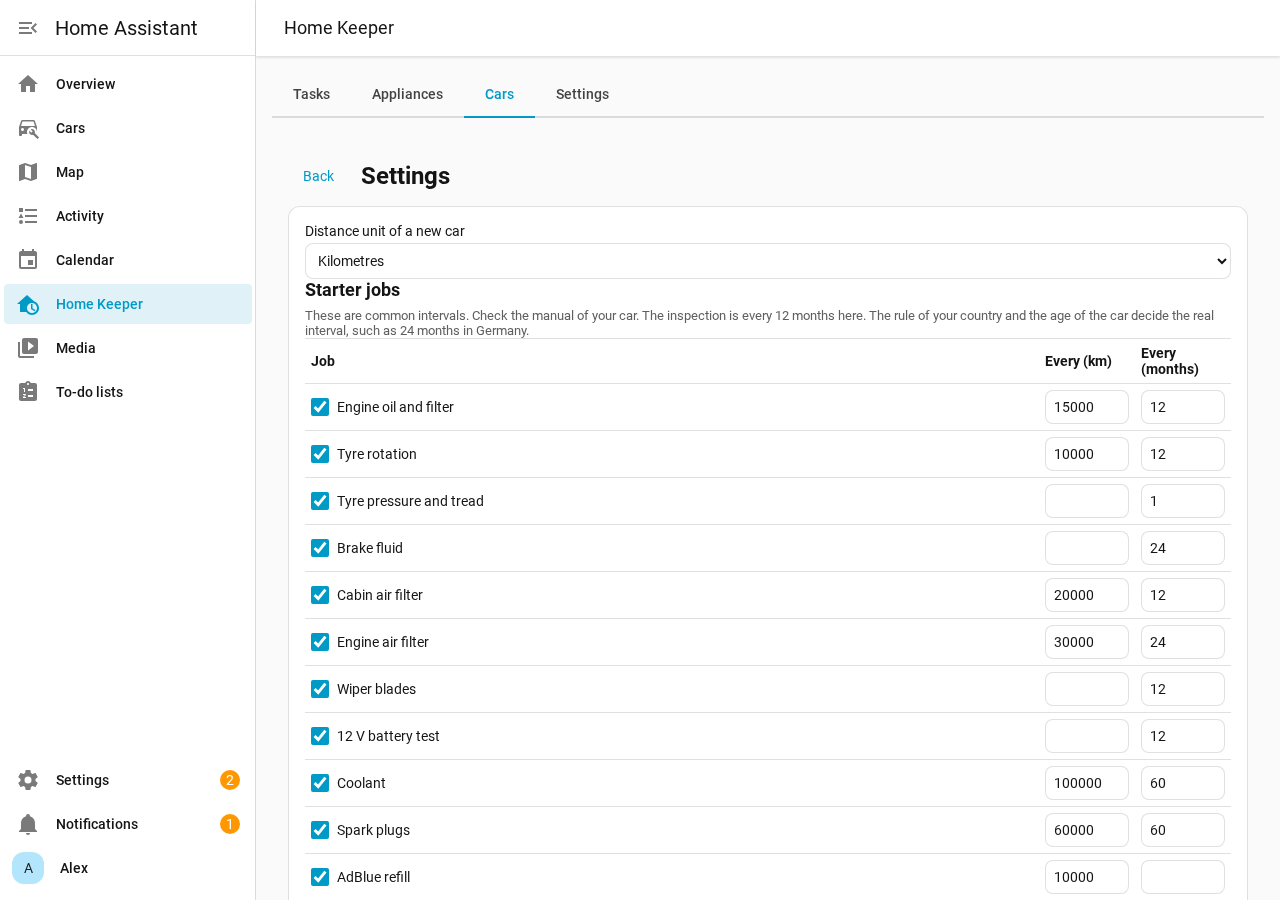 Home Assistant
Home Keeper
Overview
Cars
Map
Activity
Calendar
Home Keeper
Media
To-do lists
Settings 2
Notifications 1
A Alex
Tasks Appliances Cars Settings
Back Settings
Distance unit of a new car
Kilometres
Starter jobs
These are common intervals. Check the manual of your car. The inspection is every 12 months here. The rule of your country and the age of the car decide the real
interval, such as 24 months in Germany.
Job Every (km) Every
(months)
Engine oil and filter 15000 12
Tyre rotation 10000 12
Tyre pressure and tread 1
Brake fluid 24
Cabin air filter 20000 12
Engine air filter 30000 24
Wiper blades 12
12 V battery test 12
Coolant 100000 60
Spark plugs 60000 60
AdBlue refill 10000